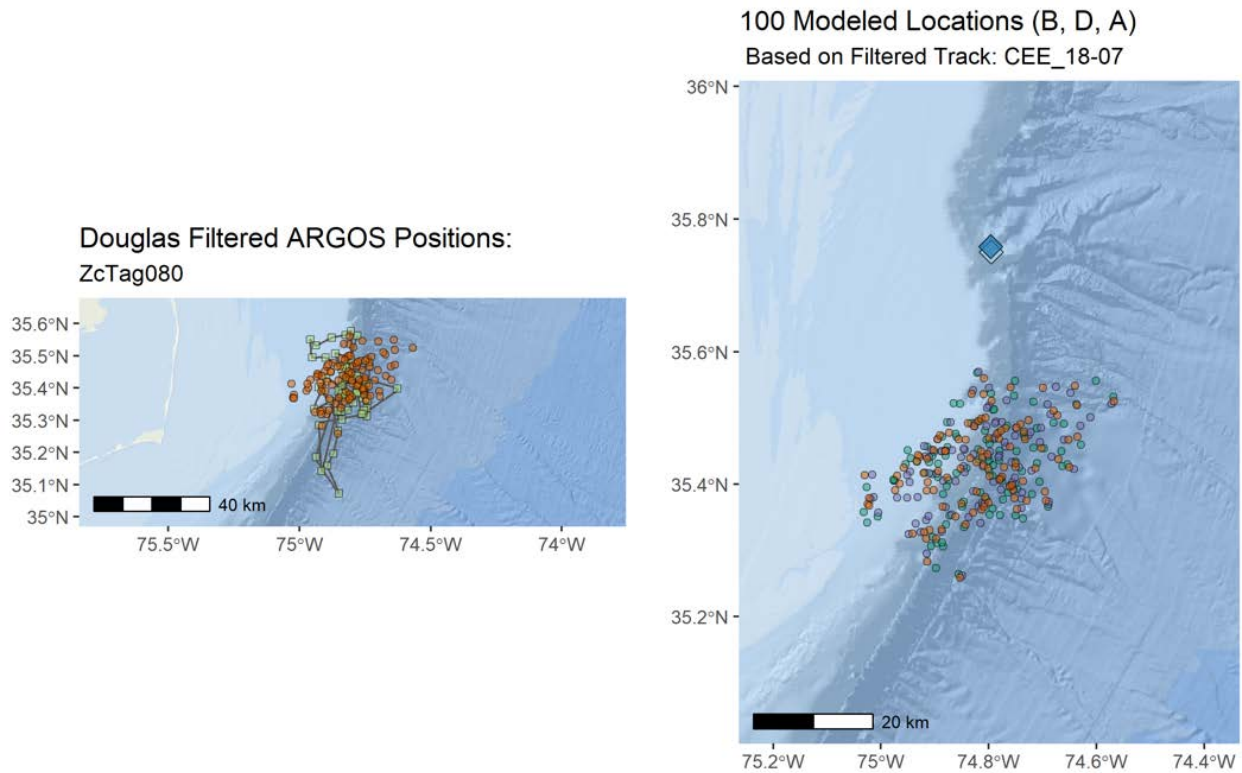 Douglas Filtered ARGOS Positions:
ZcTag080
35.6°N
35.5°N
35.4°N
35.3°N
35.2°N
35.1°N
35°N
40 km
75.5°W
75°W
74.5°W
74°W
100 Modeled Locations (B, D, A)
Based on Filtered Track: CEE_18-07
36°N
35.8°N
35.6°N
35.4°N
35.2°N
20 km
75.2°W
75°W
74.8°W
74.6°W
74.4°W